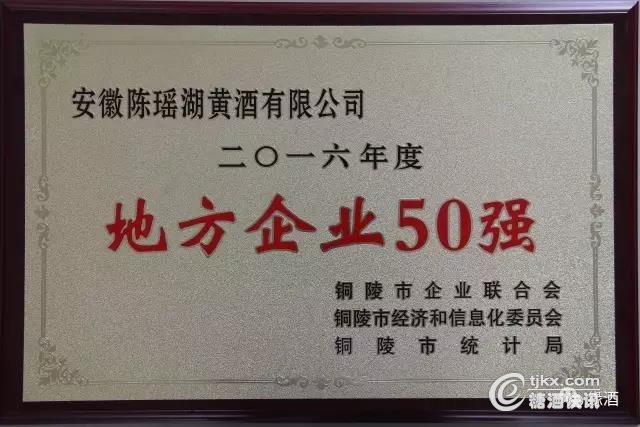 安徽陈瑶湖黄酒有限公司
二〇一六年度
地方企业50强
铜陵市企业联合会
铜陵市经济和信息化委员会
铜陵市统计局
tjkx.com
糖酒快讯
酒